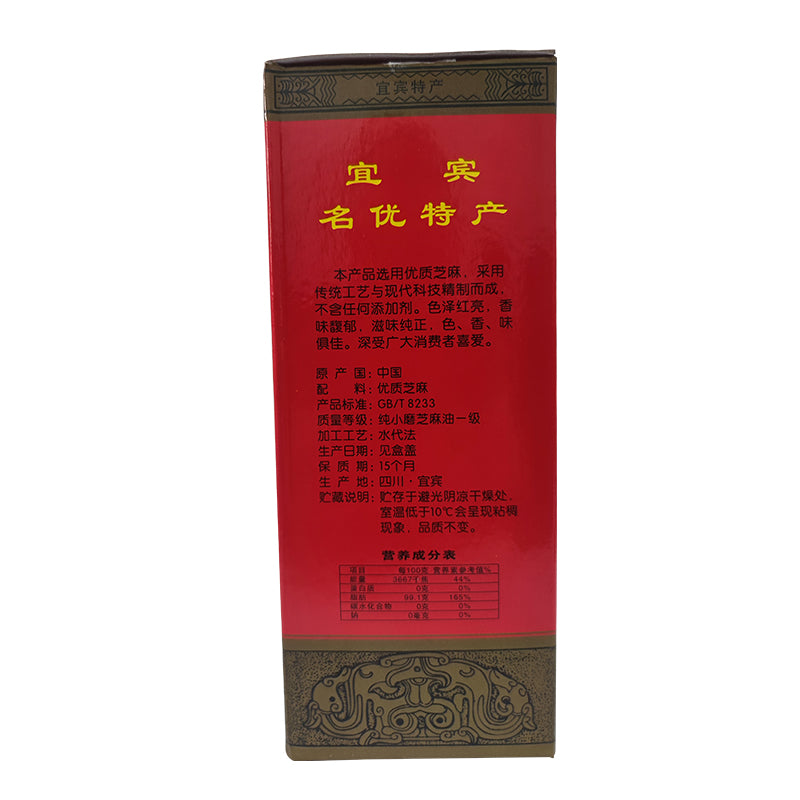 宜宾特产
宜 宾
名优特产
本产品选用优质芝麻，采用
传统工艺与现代科技精制而成，
不含任何添加剂。色泽红亮，香
味馥郁，滋味纯正，色、香、味
俱佳。深受广大消费者喜爱。
原产国：中国
配料：优质芝麻
产品标准：GB/T 8233
质量等级：纯小磨芝麻油一级
加工工艺：水代法
生产日期：见盒盖
保质期：15个月
生产地：四川·宜宾
贮藏说明：贮存于避光阴凉干燥处，
室温低于10℃会呈现粘稠
现象，品质不变。
营养成分表
项目 每100克 营养素参考值%
能量 3667千焦 44%
蛋白质 0克 0%
脂肪 99.1克 165%
碳水化合物 0克 0%
钠 0毫克 0%